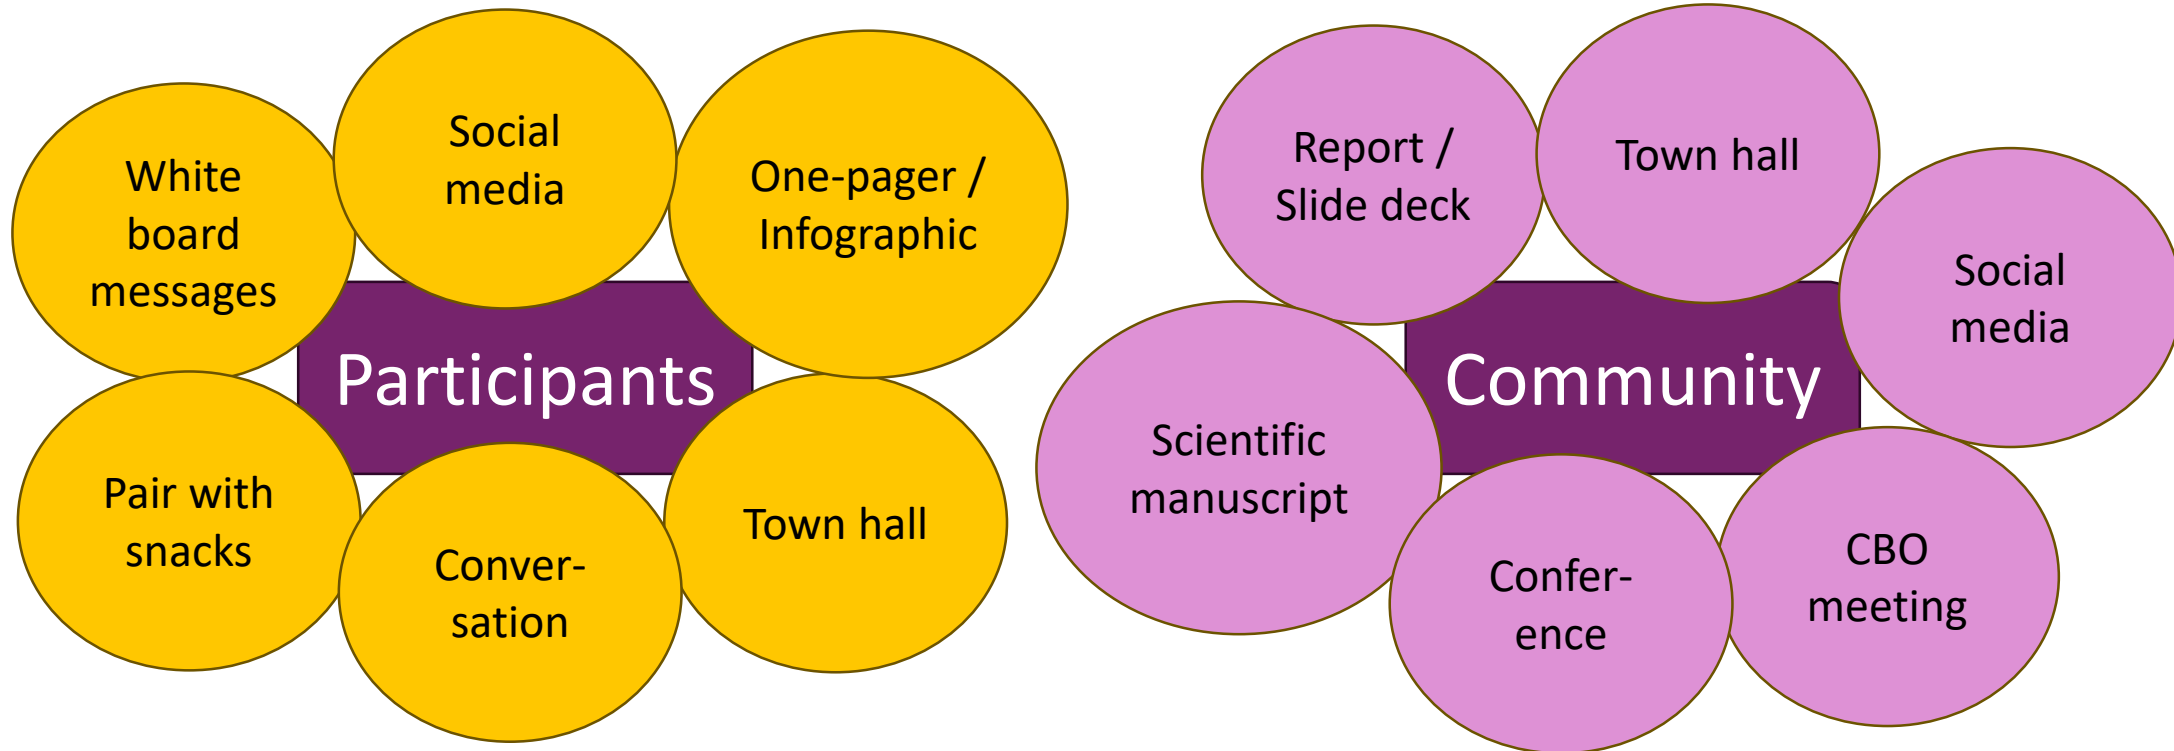 White
board
messages
Social
media
One-pager /
Infographic
Participants
Pair with
snacks
Conver-
sation
Town hall
Report /
Slide deck
Town hall
Social
media
Community
Scientific
manuscript
Confer-
ence
CBO
meeting